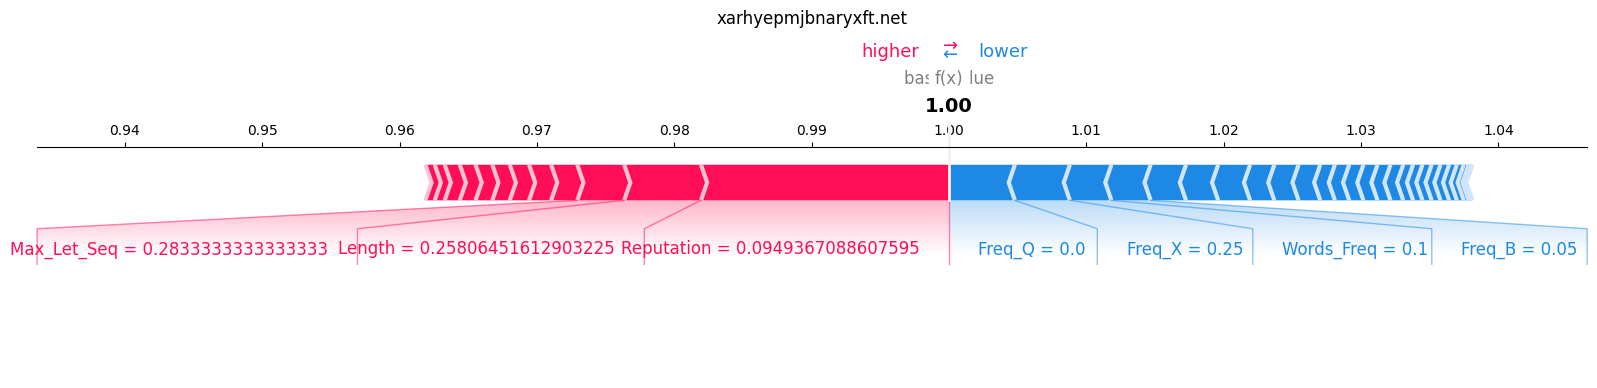 xarhyepmjbnaryxft.net
higher ⇄ lower
f(x)
1.00
0.94 0.95 0.96 0.97 0.98 0.99 1.00 1.01 1.02 1.03 1.04
Max_Let_Seq = 0.2833333333333333 Length = 0.25806451612903225 Reputation = 0.0949367088607595 Freq_Q = 0.0 Freq_X = 0.25 Words_Freq = 0.1 Freq_B = 0.05